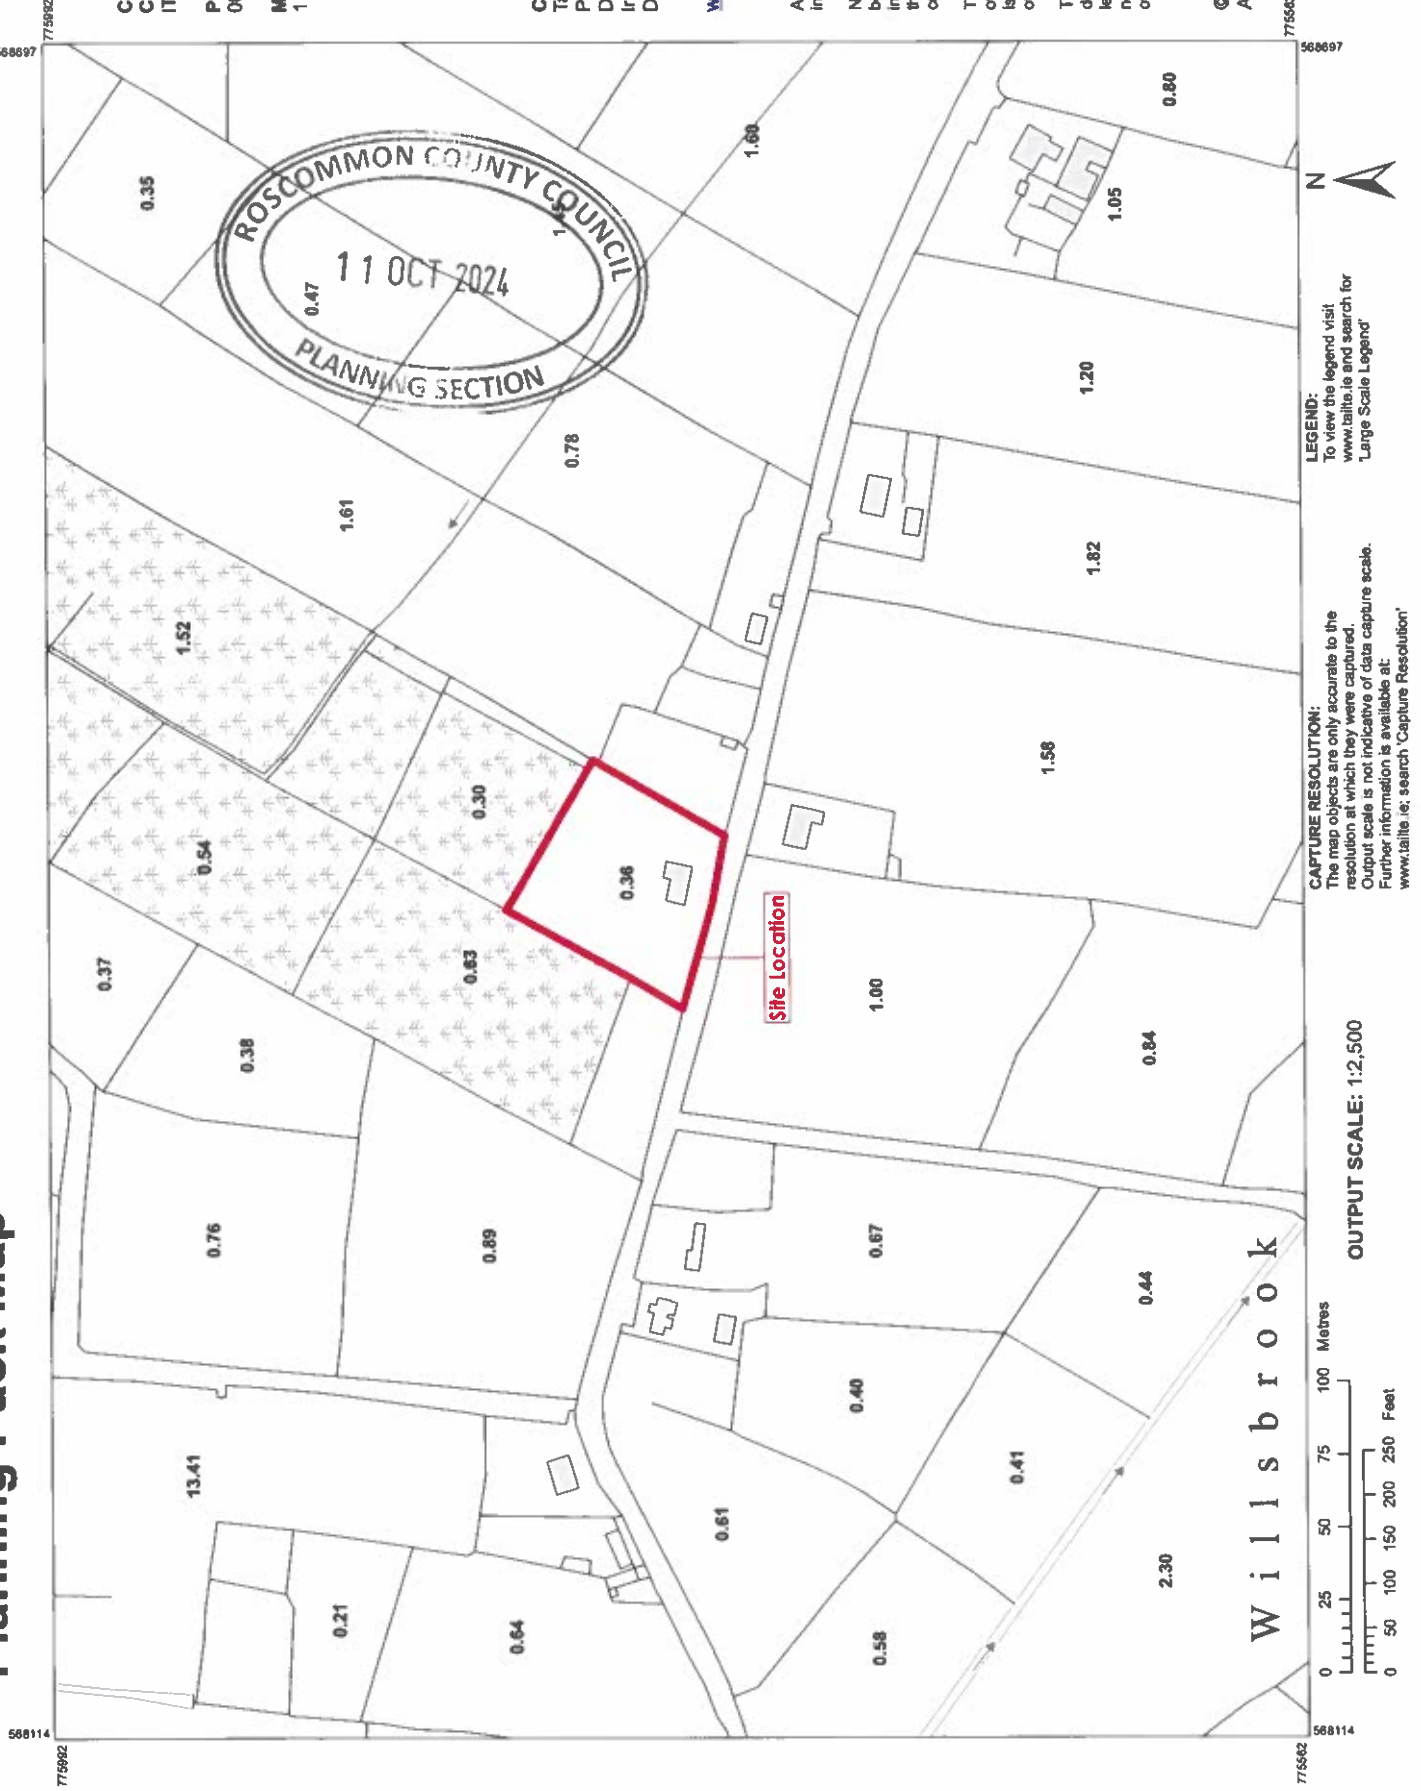 Planning Pack Map
568697
775992
0.35
ROSCOMMON COUNTY COUNCIL
11 OCT 2024
PLANNING SECTION
0.47
1.60
0.80
1.05
0.78
1.61
1.20
1.52
1.82
0.30
1.58
0.54
0.36
0.63
Site Location
0.37
0.38
1.00
0.84
0.76
0.89
0.67
0.44
0.40
0.41
13.41
0.61
0.21
0.64
0.58
2.30
Willsbrook
568114
775992
775562
568114
568697
0 25 50 75 100 Metres
0 50 100 150 200 250 Feet
OUTPUT SCALE: 1:2,500
CAPTURE RESOLUTION:
The map objects are only accurate to the
resolution at which they were captured.
Output scale is not indicative of data capture scale.
Further information is available at:
www.tailte.ie; search 'Capture Resolution'
LEGEND:
To view the legend visit
www.tailte.ie and search for
'Large Scale Legend'
N